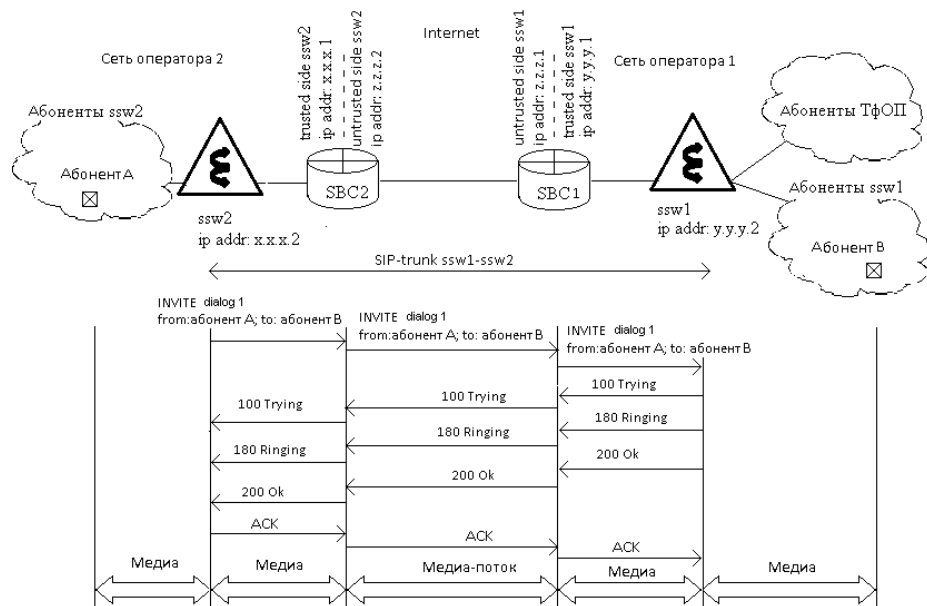 Сеть оператора 2
trusted side ssw2
ip addr: x.x.x.1
untrusted side ssw2
ip addr: z.z.z.2
Internet
untrusted side ssw1
ip addr: z.z.z.1
trusted side ssw1
ip addr: y.y.y.1
Сеть оператора 1
Абоненты ssw2
Абонент А
Абоненты ТфОП
Абоненты ssw1
Абонент В
SBC2
SBC1
ssw2
ip addr: x.x.x.2
ssw1
ip addr: y.y.y.2
SIP-trunk ssw1-ssw2
INVITE dialog 1
from:абонент А; to: абонент В
INVITE dialog 1
from:абонент А; to: абонент В
INVITE dialog 1
from:абонент А; to: абонент В
100 Trying
100 Trying
100 Trying
180 Ringing
180 Ringing
180 Ringing
200 Ok
200 Ok
200 Ok
ACK
ACK
ACK
Медиа
Медиа
Медиа-поток
Медиа
Медиа